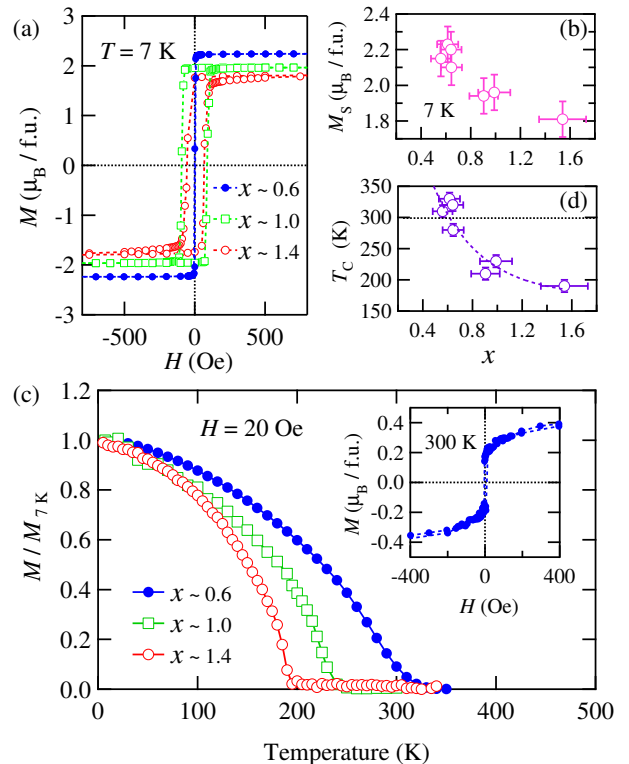 (a)
T = 7 K
M (μB / f.u.)
3
2
1
0
-1
-2
-3
x ~ 0.6
x ~ 1.0
x ~ 1.4
-500
0
500
H (Oe)
(b)
MS (μB / f.u.)
2.4
2.2
2.0
1.8
7 K
0.4
0.8
1.2
1.6
(d)
TC (K)
350
300
250
200
150
0.4
0.8
1.2
1.6
x
(c)
H = 20 Oe
M / M7 K
1.2
1.0
0.8
0.6
0.4
0.2
0.0
x ~ 0.6
x ~ 1.0
x ~ 1.4
0
100
200
300
400
500
Temperature (K)
300 K
M (μB / f.u.)
0.4
0.2
0.0
-0.2
-0.4
-400
0
400
H (Oe)